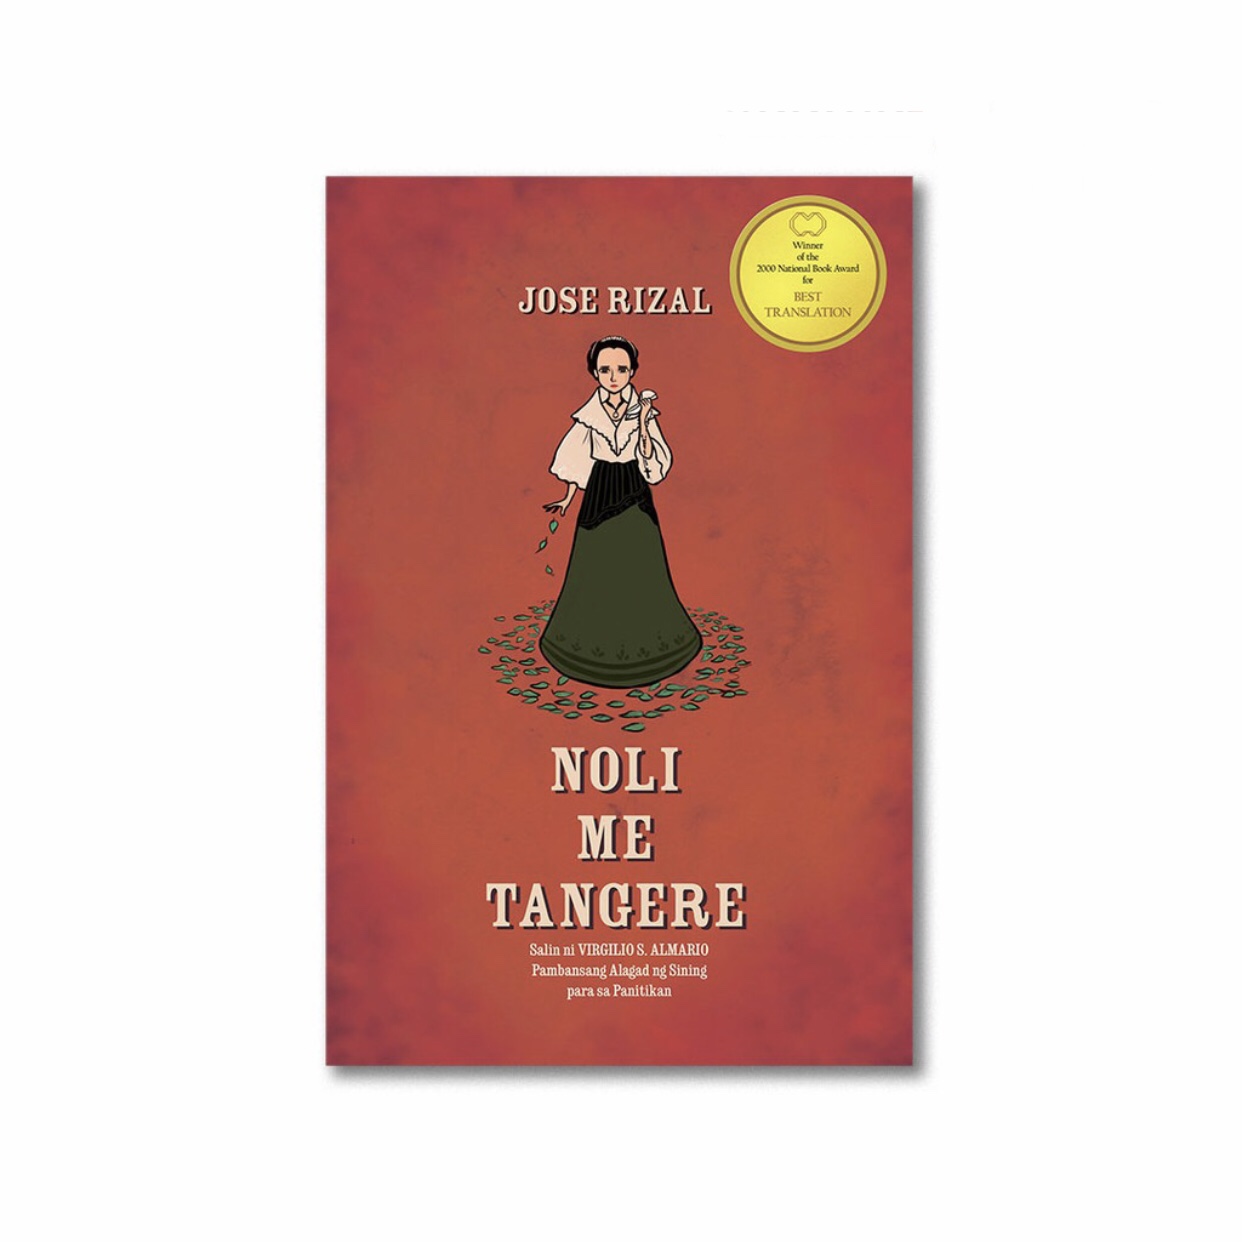 JOSE RIZAL
Winner
of the
2000 National Book Award
for
BEST
TRANSLATION
NOLI
ME
TANGERE
Salin ni VIRGILIO S. ALMARIO
Pambansang Alagad ng Sining
para sa Panitikan